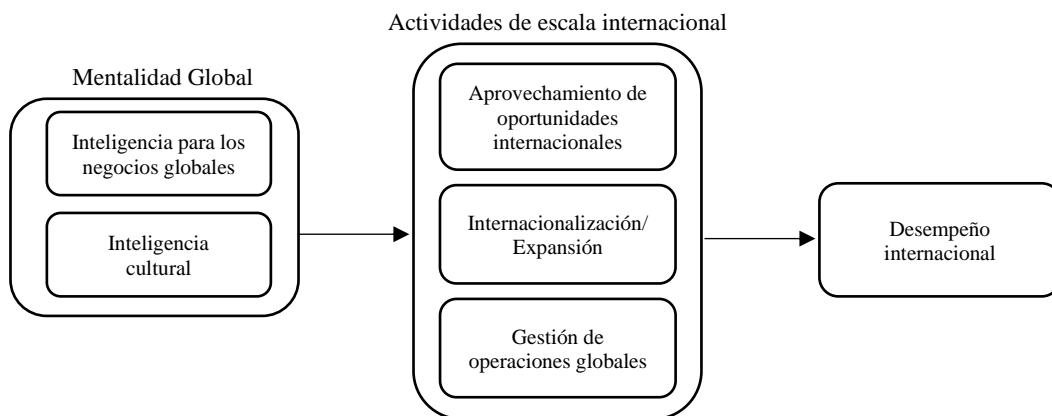 Actividades de escala internacional
Mentalidad Global
Inteligencia para los
negocios globales
Inteligencia
cultural
Aprovechamiento de
oportunidades
internacionales
Internacionalización/
Expansión
Gestión de
operaciones globales
Desempeño
internacional